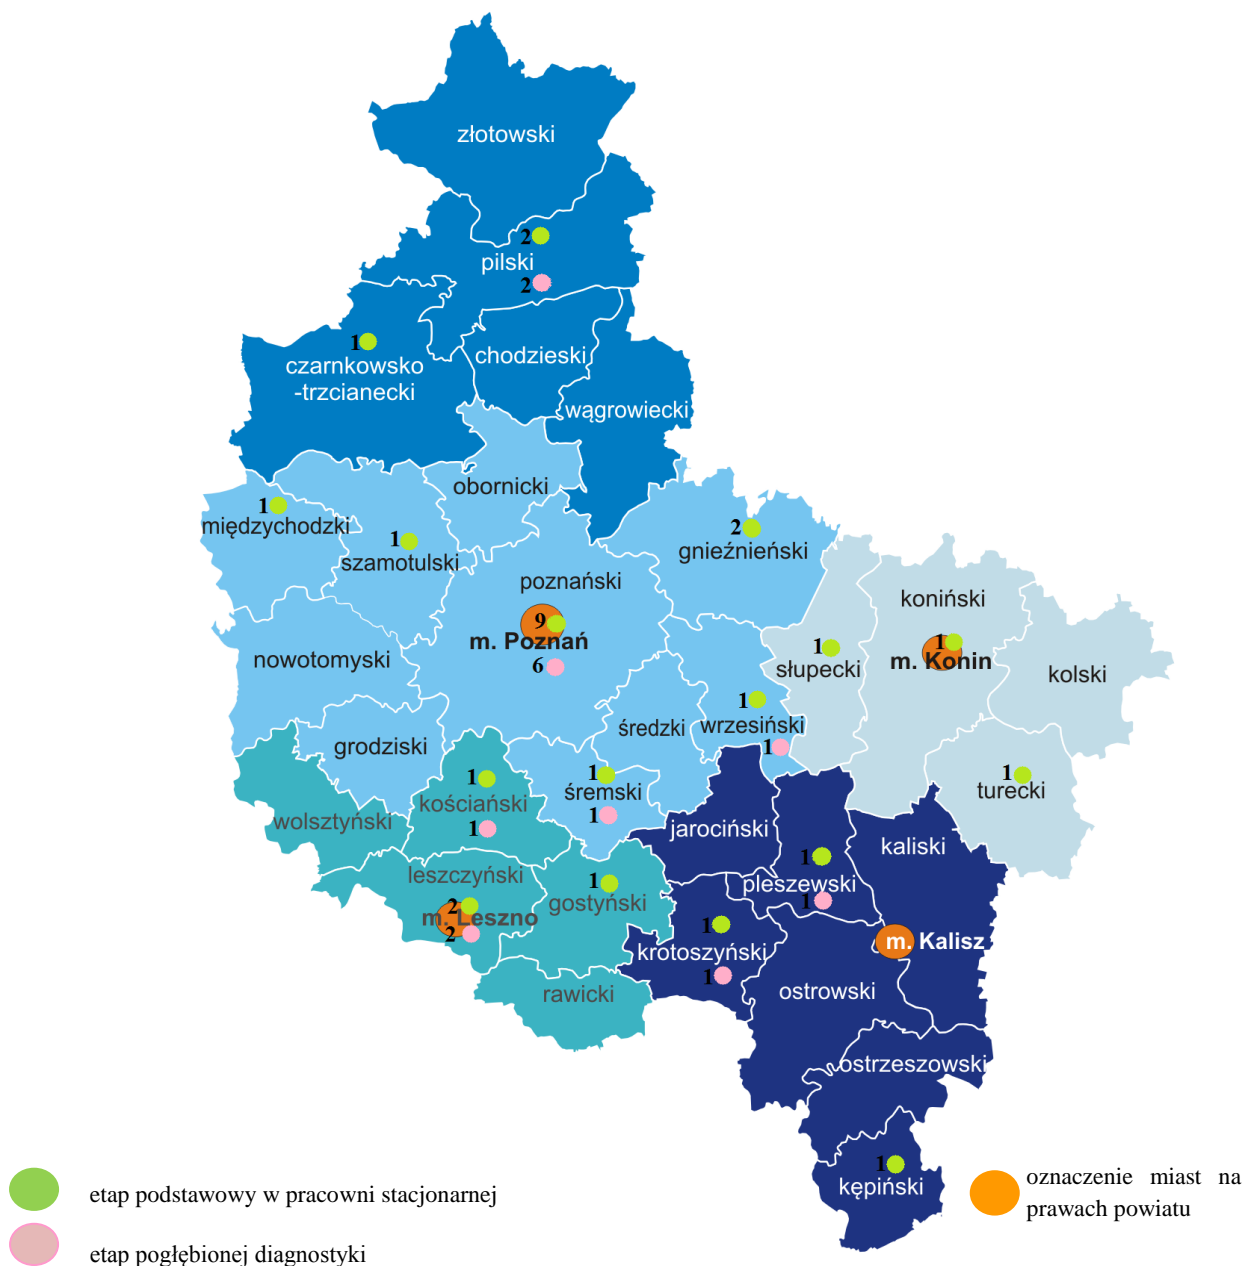 złotowski
2
pilski
2
1
czarnkowsko
-trzcianecki
chodzieski
wągrowiecki
obornicki
1
międzychodzki
1
szamotulski
2
gnieźnieński
poznański
9
m. Poznań
6
nowotomyski
koniński
1
m. Konin
1
słupecki
kolski
1
wrzesiński
1
średzki
grodziski
1
kościański
1
1
śremski
1
1
turecki
wolsztyński
jarociński
kaliski
leszczyński
2
m. Leszno
2
1
gostyński
1
pleszewski
1
1
krotoszyński
1
m. Kalisz
ostrowski
rawicki
ostrzeszowski
1
kępiński
etap podstawowy w pracowni stacjonarnej
etap pogłębionej diagnostyki
oznaczenie miast na
prawach powiatu